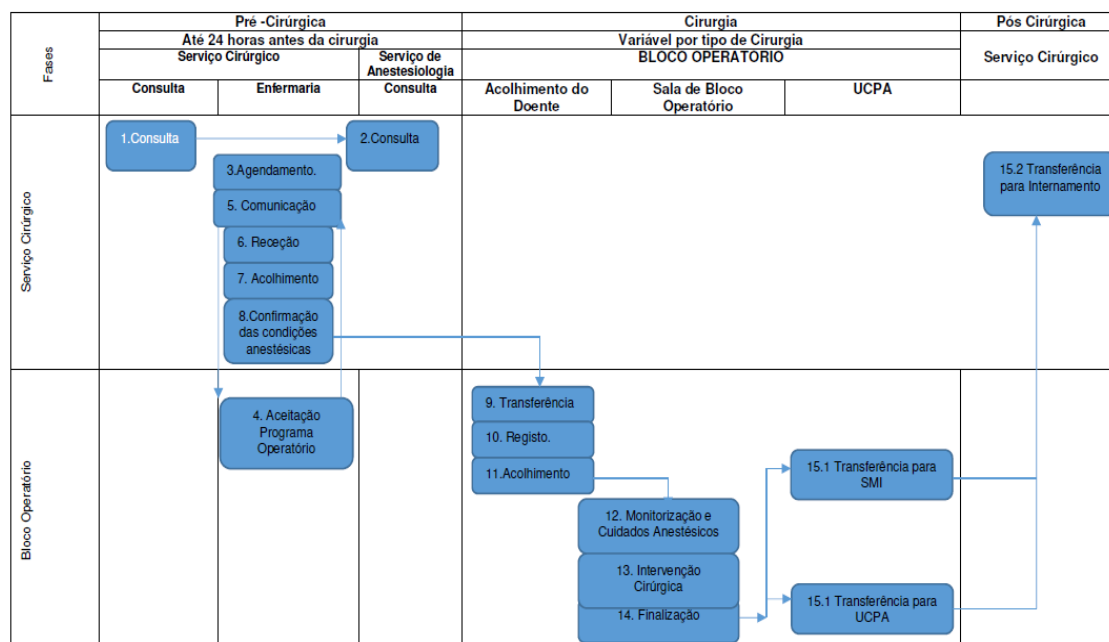 Fases
Pré -Cirúrgica
Cirurgia
Pós Cirúrgica
Até 24 horas antes da cirurgia
Variável por tipo de Cirurgia
Serviço Cirúrgico
Serviço de
Anestesiologia
BLOCO OPERATÓRIO
Serviço Cirúrgico
Consulta
Enfermaria
Consulta
Acolhimento do
Doente
Sala de Bloco
Operatório
UCPA
Serviço Cirúrgico
1.Consulta
2.Consulta
3.Agendamento.
5. Comunicação
6. Receção
7. Acolhimento
8.Confirmação
das condições
anestésicas
15.2 Transferência
para Internamento
Bloco Operatório
4. Aceitação
Programa
Operatório
9. Transferência
10. Registo.
11.Acolhimento
12. Monitorização e
Cuidados Anestésicos
13. Intervenção
Cirúrgica
14. Finalização
15.1 Transferência para
SMI
15.1 Transferência para
UCPA